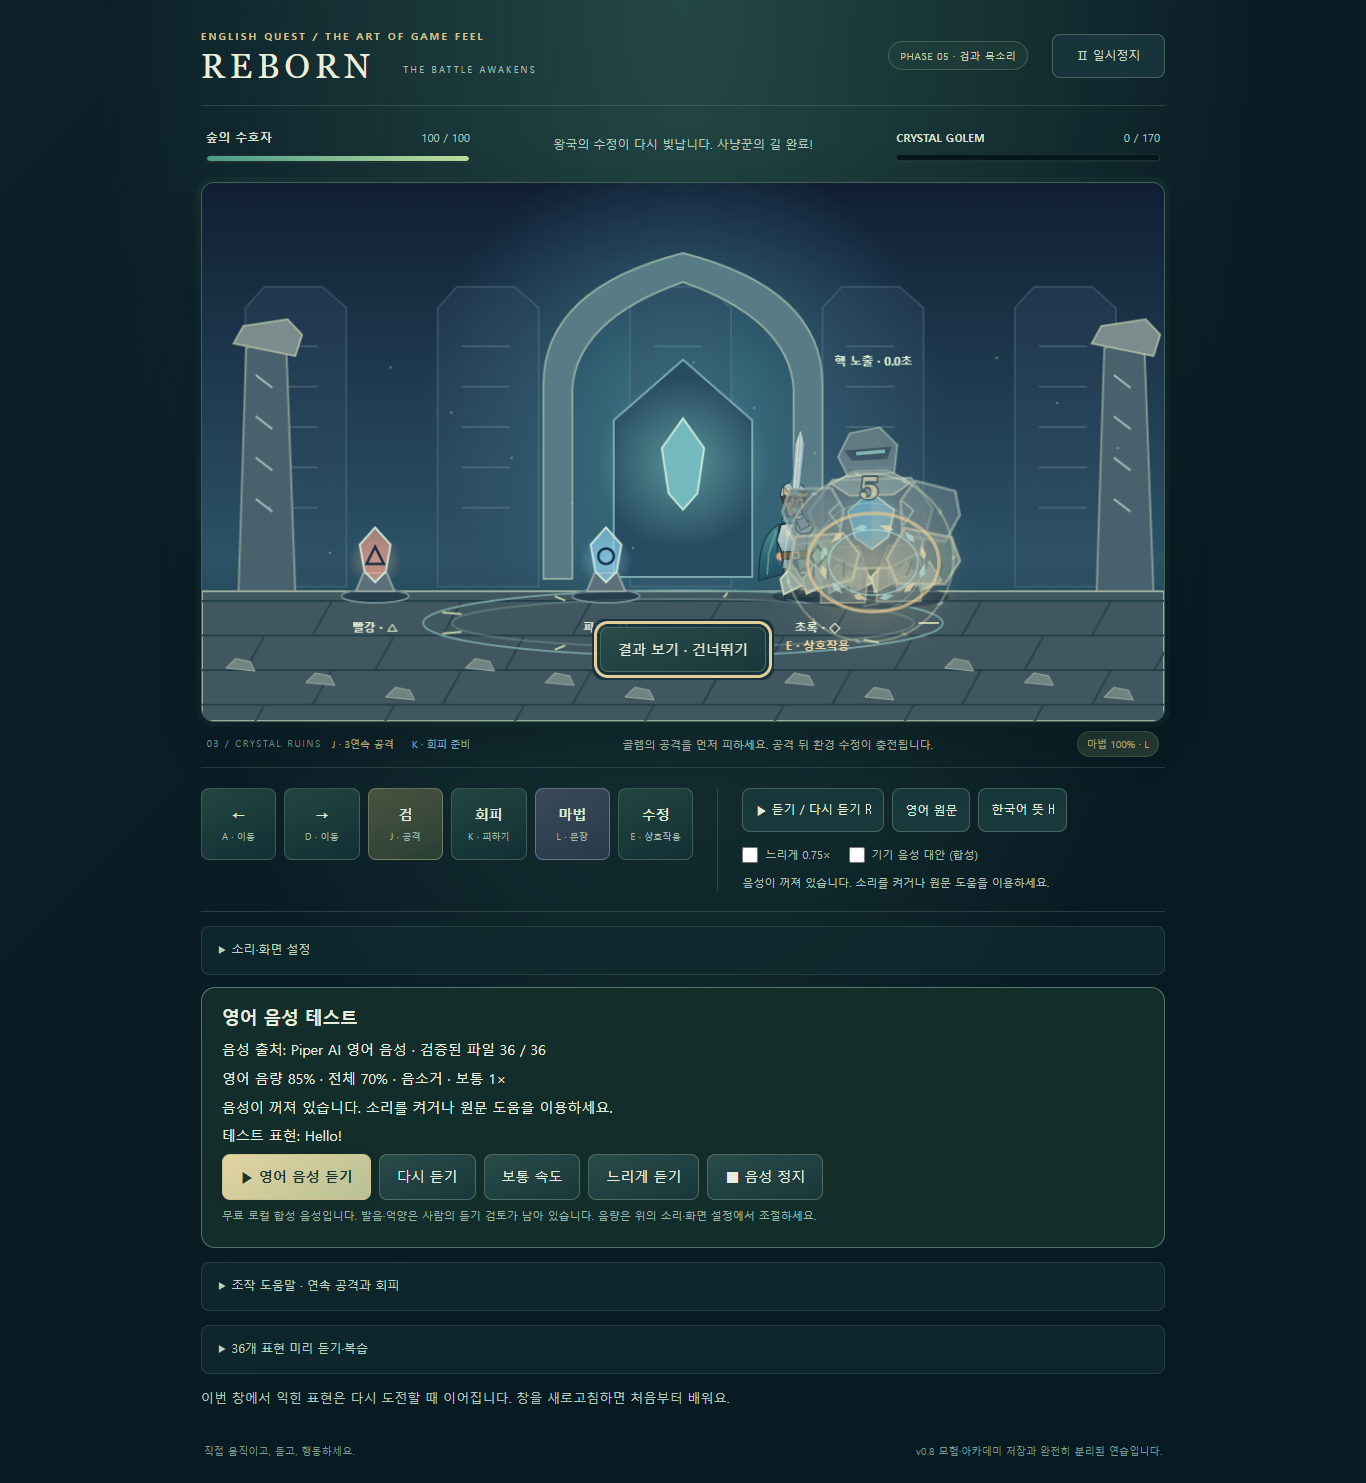 ENGLISH QUEST / THE ART OF GAME FEEL
REBORN THE BATTLE AWAKENS
PHASE 05 · 검과 목소리
Ⅱ 일시정지
숲의 수호자 100 / 100
왕국의 수정이 다시 빛납니다. 사냥꾼의 길 완료!
CRYSTAL GOLEM 0 / 170
핵 노출 · 0.0초
5
빨강 · △
초록 · ◇
E · 상호작용
결과 보기 · 건너뛰기
03 / CRYSTAL RUINS J · 3연속 공격 K · 회피 준비
골렘의 공격을 먼저 피하세요. 공격 뒤 환경 수정이 충전됩니다.
마법 100% · L
←
A · 이동
→
D · 이동
검
J · 공격
회피
K · 피하기
마법
L · 문장
수정
E · 상호작용
▶ 듣기 / 다시 듣기 R
영어 원문
한국어 뜻 H
느리게 0.75×
기기 음성 대안 (합성)
음성이 꺼져 있습니다. 소리를 켜거나 원문 도움을 이용하세요.
▶ 소리·화면 설정
영어 음성 테스트
음성 출처: Piper AI 영어 음성 · 검증된 파일 36 / 36
영어 음량 85% · 전체 70% · 음소거 · 보통 1×
음성이 꺼져 있습니다. 소리를 켜거나 원문 도움을 이용하세요.
테스트 표현: Hello!
▶ 영어 음성 듣기
다시 듣기
보통 속도
느리게 듣기
■ 음성 정지
무료 로컬 합성 음성입니다. 발음·억양은 사람의 듣기 검토가 남아 있습니다. 음량은 위의 소리·화면 설정에서 조절하세요.
▶ 조작 도움말 · 연속 공격과 회피
▶ 36개 표현 미리 듣기·복습
이번 창에서 익힌 표현은 다시 도전할 때 이어집니다. 창을 새로고침하면 처음부터 배워요.
직접 움직이고, 듣고, 행동하세요.
v0.8 모험·아카데미 저장과 완전히 분리된 연습입니다.